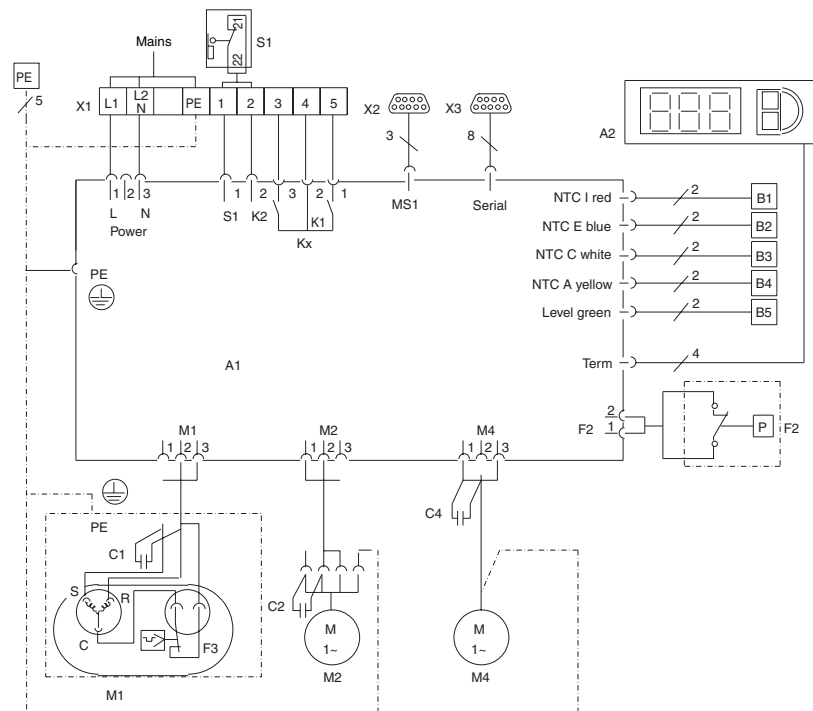 21
S1
22
Mains
PE
5
X1 L1 L2 N PE 1 2 3 4 5
X2
X3
A2
3
8
1 2 3 1 2 3 2 1
L N S1 K2 K1 MS1 Serial
Power Kx
NTC I red 2 B1
NTC E blue 2 B2
NTC C white 2 B3
NTC A yellow 2 B4
Level green 2 B5
PE
A1
Term 4
2
1
F2
P F2
M1 M2 M4
1 2 3 1 2 3 1 2 3
PE
C1
C4
S R
C2
C F3
M
1~
M
1~
M1
M2
M4